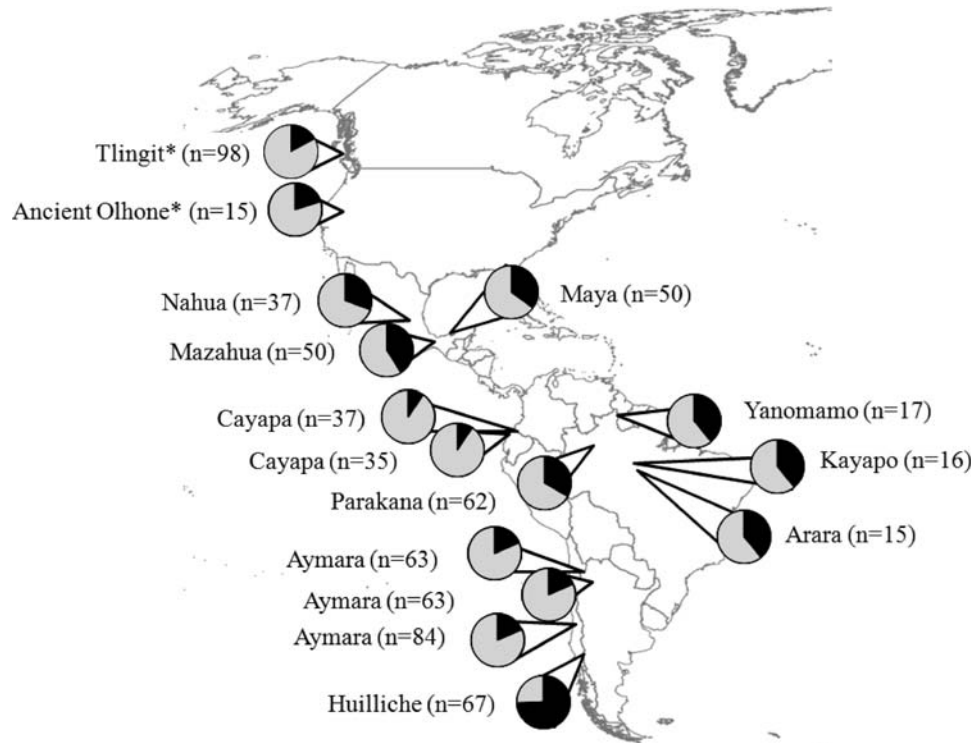 Tlingit* (n=98)
Ancient Olhone* (n=15)
Nahua (n=37)
Maya (n=50)
Mazahua (n=50)
Cayapa (n=37)
Yanomamo (n=17)
Cayapa (n=35)
Kayapo (n=16)
Parakana (n=62)
Arara (n=15)
Aymara (n=63)
Aymara (n=63)
Aymara (n=84)
Huilliche (n=67)